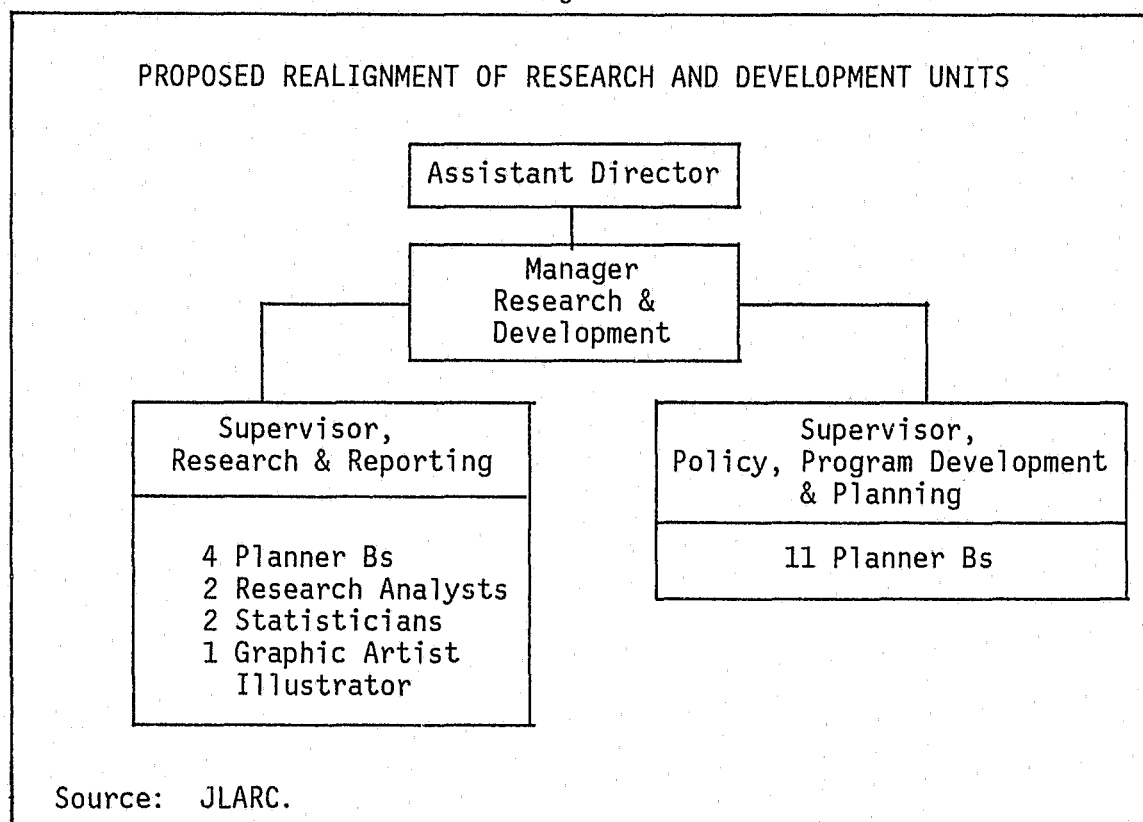 PROPOSED REALIGNMENT OF RESEARCH AND DEVELOPMENT UNITS
Assistant Director
Manager
Research &
Development
Supervisor,
Research & Reporting
4 Planner Bs
2 Research Analysts
2 Statisticians
1 Graphic Artist
Illustrator
Supervisor,
Policy, Program Development
& Planning
11 Planner Bs
Source: JLARC.